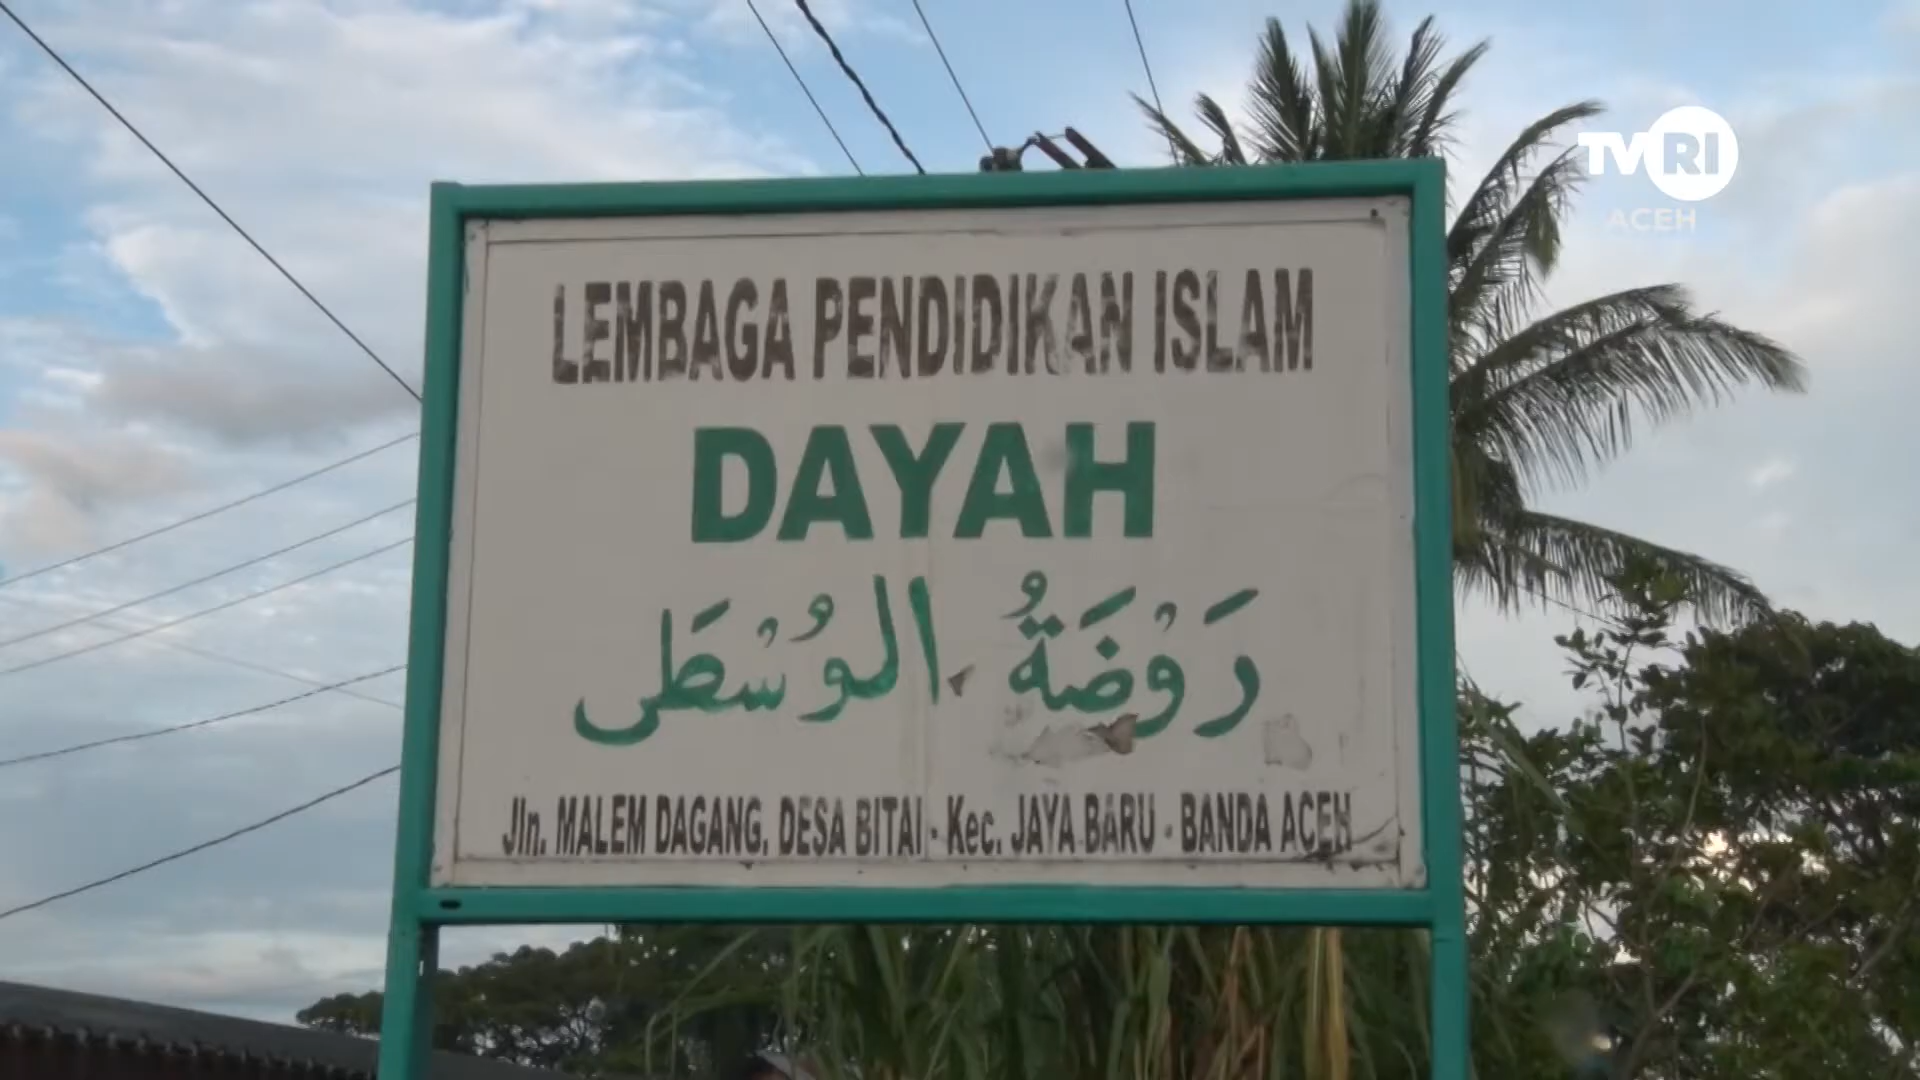 TVRI
ACEH
LEMBAGA PENDIDIKAN ISLAM
DAYAH
رَوْضَةُ الوُسْطَى
Jln. MALEM DAGANG, DESA BITAI - Kec. JAYA BARU - BANDA ACEH